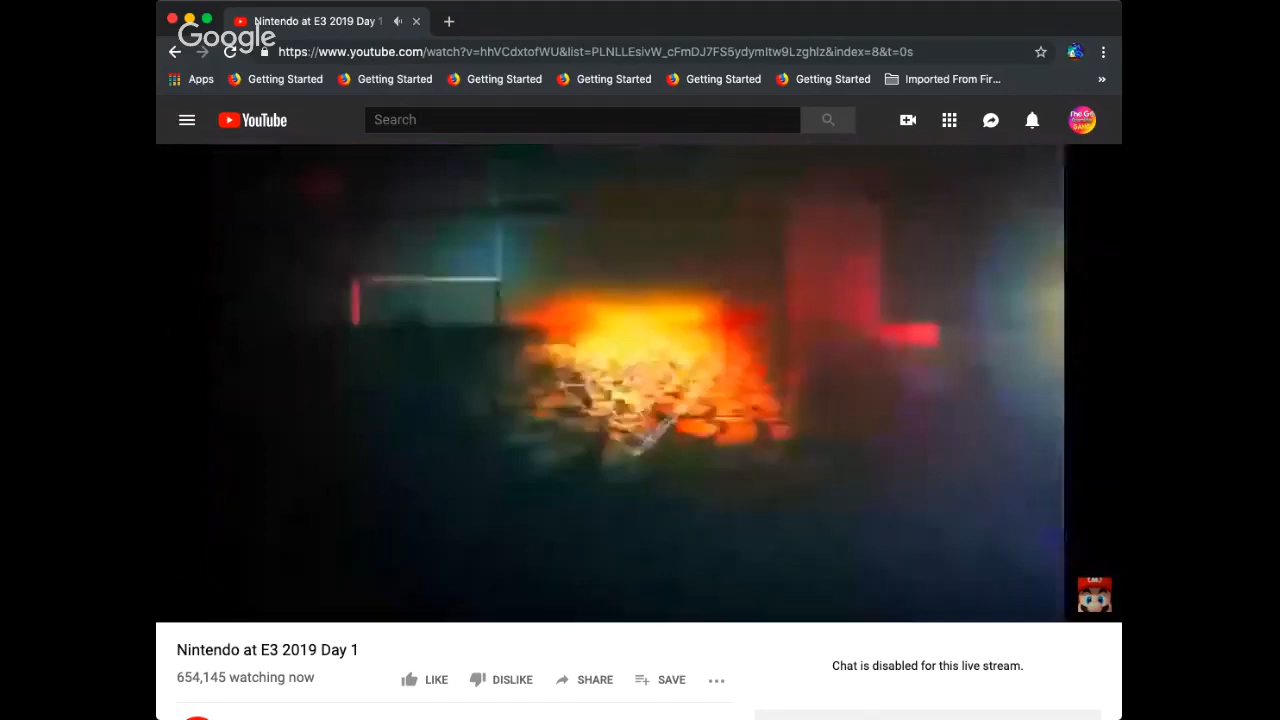 Nintendo at E3 2019 Day 1
Google
https://www.youtube.com/watch?v=hhVCdxtofWU&list=PLNLLEsivW_cFmDJ7FS5ydymItw9Lzghlz&index=8&t=0s
Apps Getting Started Getting Started Getting Started Getting Started Getting Started Getting Started Imported From Fir...
YouTube Search
Nintendo at E3 2019 Day 1
654,145 watching now
LIKE DISLIKE SHARE SAVE
Chat is disabled for this live stream.